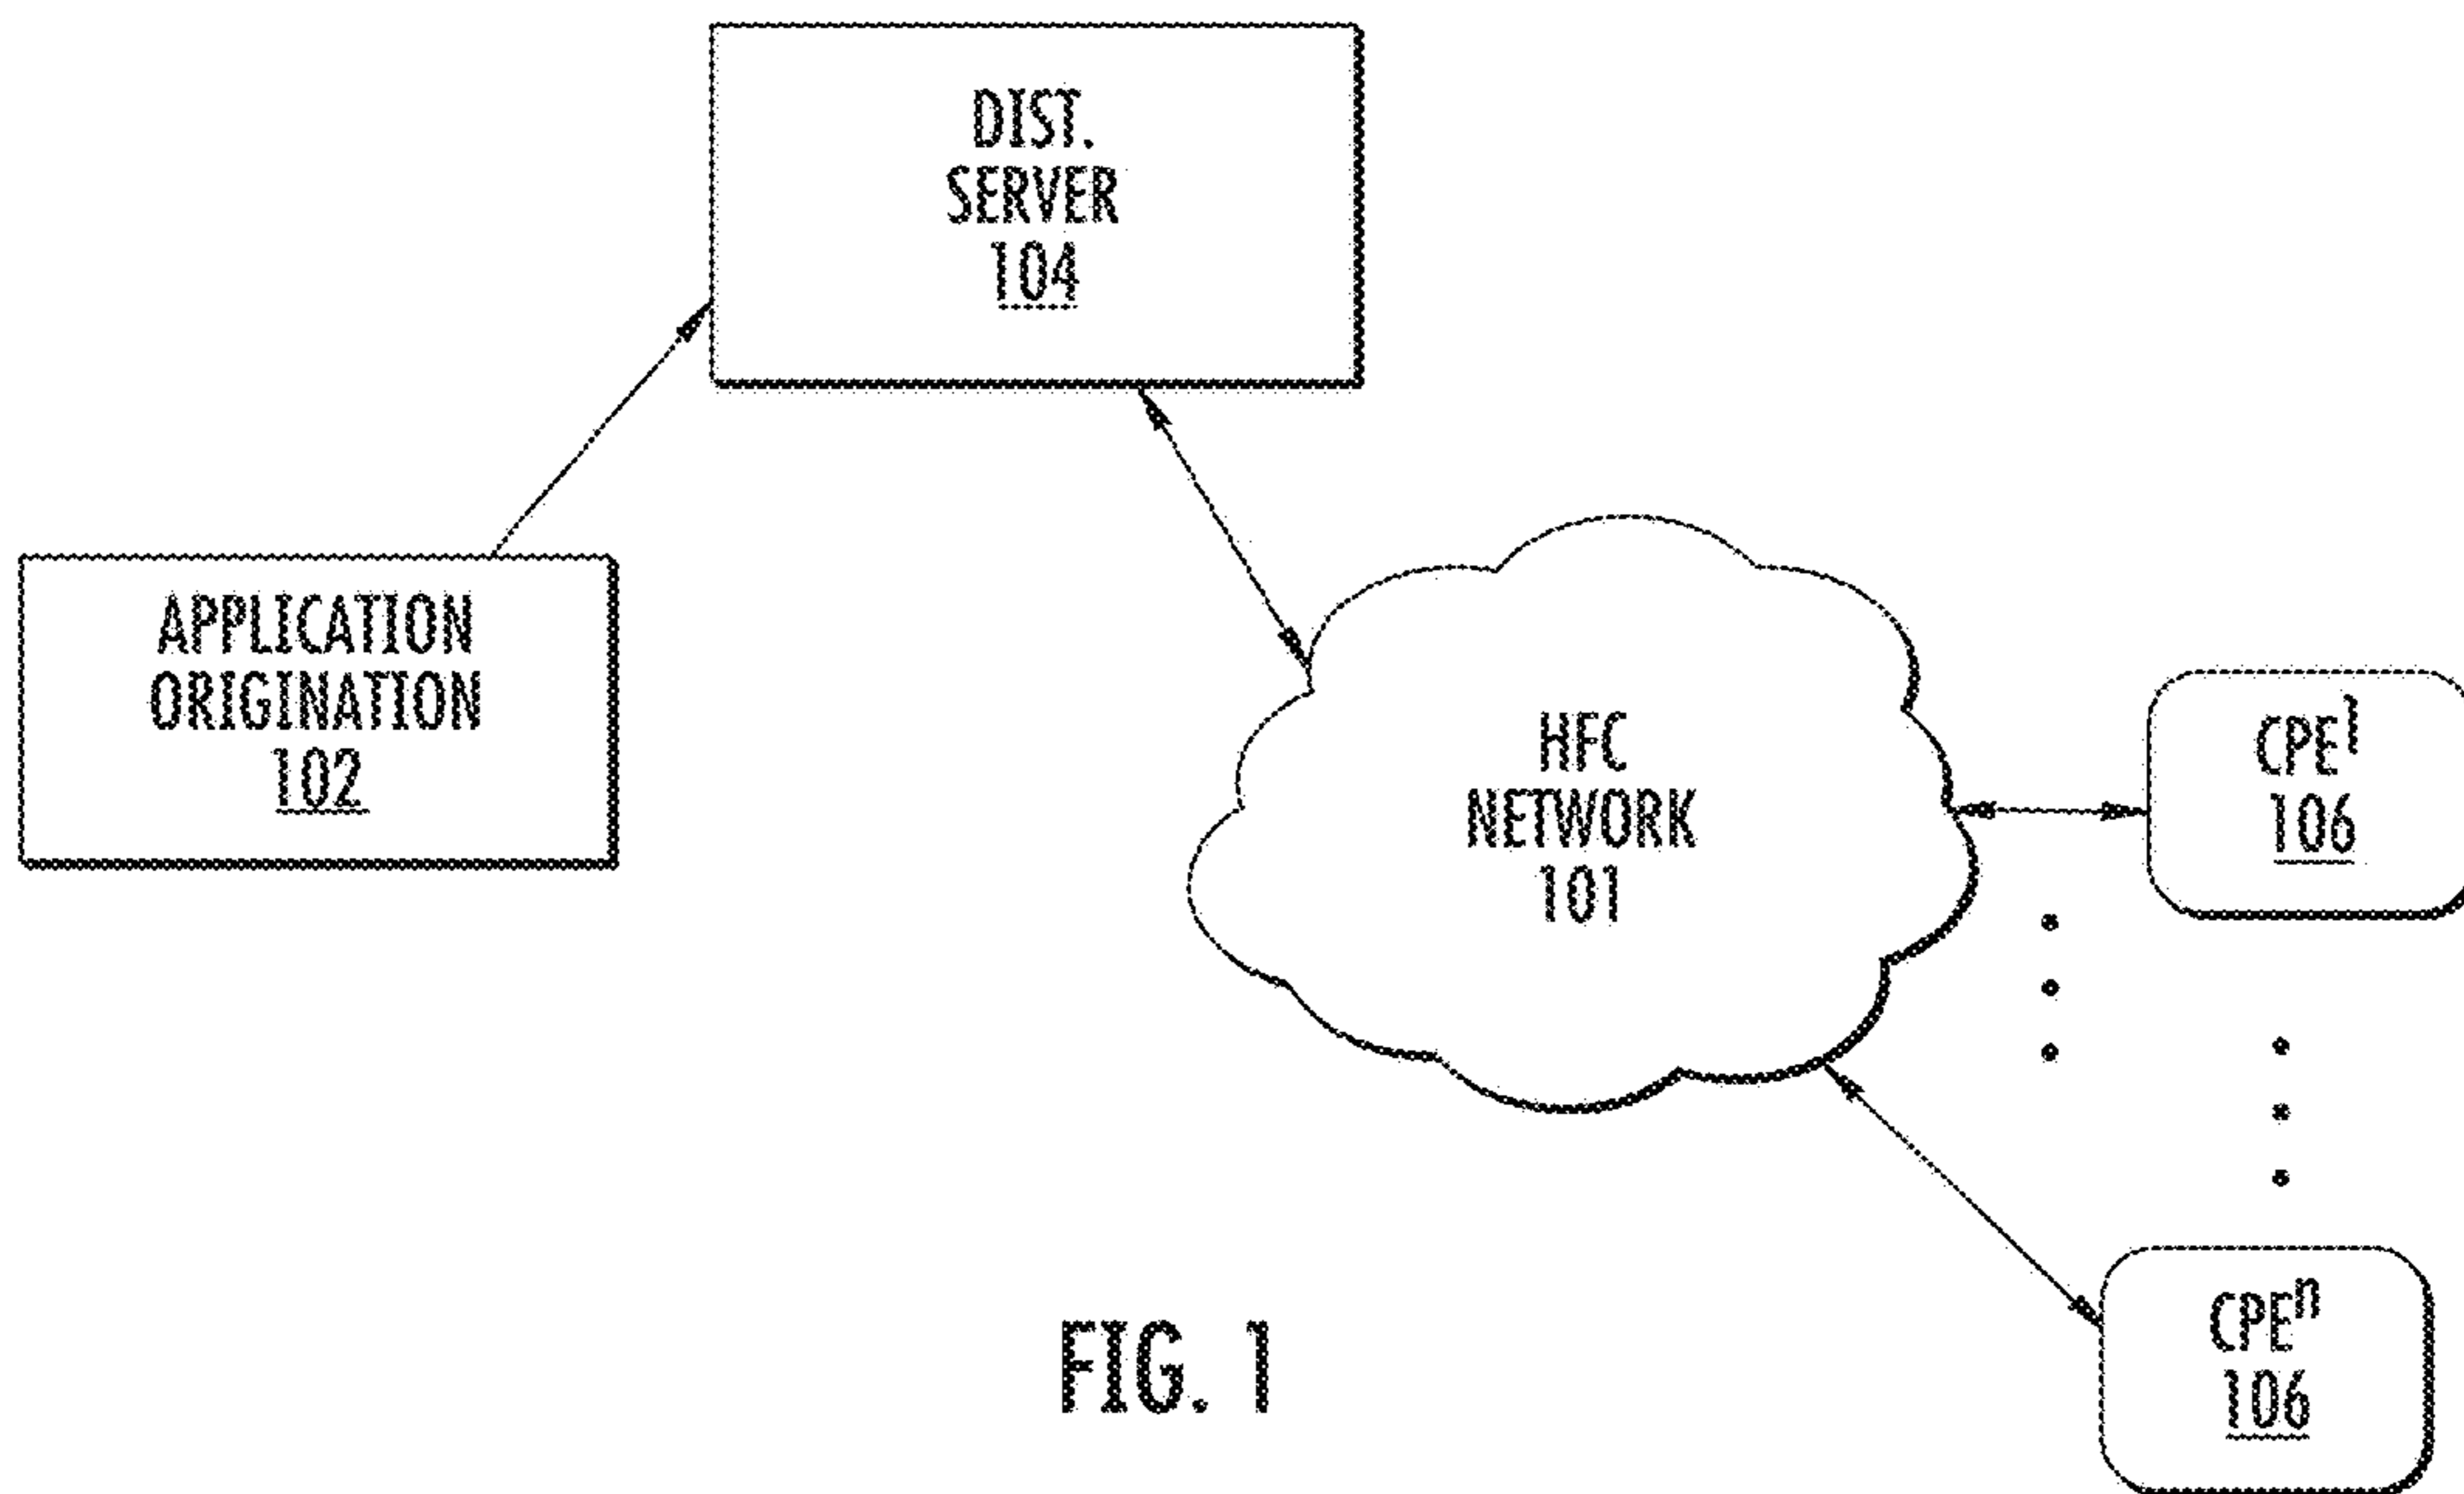 DIST.
SERVER
104
APPLICATION
ORIGINATION
102
HFC
NETWORK
101
CPE¹
106
CPEⁿ
106
FIG. 1